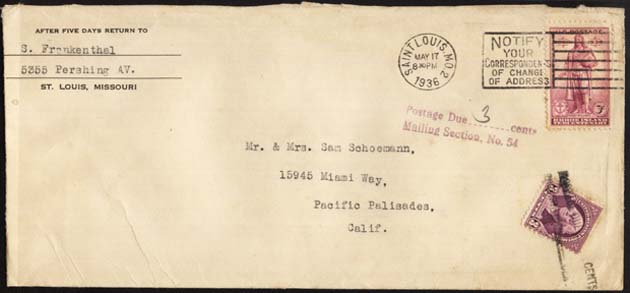 AFTER FIVE DAYS RETURN TO
S. Frankenthal
5355 Pershing AV.
ST. LOUIS, MISSOURI
SAINT LOUIS, MO. 2
MAY 17
8 30 PM
1936
NOTIFY
YOUR
CORRESPONDENTS
OF CHANGE
OF ADDRESS
POSTAGE
3
RHODE ISLAND
TERCENTENARY
Postage Due 3 cents
Mailing Section, No. 54
Mr. & Mrs. Sam Schoemann,
15945 Miami Way,
Pacific Palisades,
Calif.
CENTS